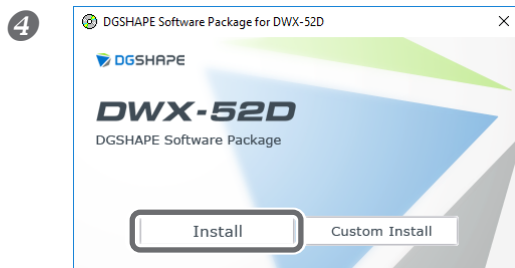 4
DGSHAPE Software Package for DWX-52D
DGSHAPE
DWX-52D
DGSHAPE Software Package
Install
Custom Install